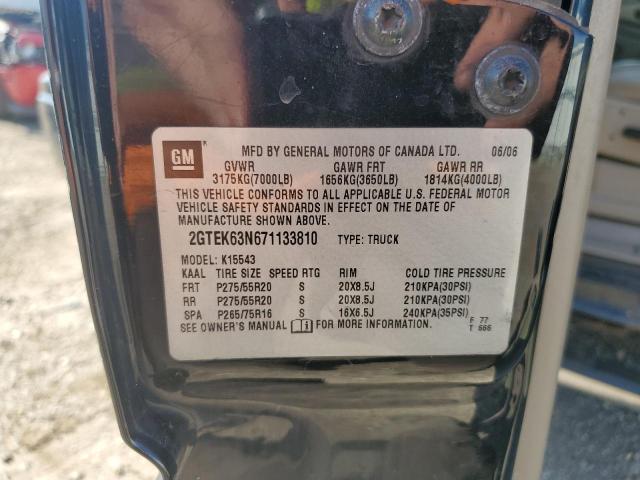 GM
MFD BY GENERAL MOTORS OF CANADA LTD. 06/06
GVWR GAWR FRT GAWR RR
3175KG(7000LB) 1656KG(3650LB) 1814KG(4000LB)
THIS VEHICLE CONFORMS TO ALL APPLICABLE U.S. FEDERAL MOTOR
VEHICLE SAFETY STANDARDS IN EFFECT ON THE DATE OF
MANUFACTURE SHOWN ABOVE.
2GTEK63N671133810 TYPE: TRUCK
MODEL: K15543
KAAL TIRE SIZE SPEED RTG RIM COLD TIRE PRESSURE
FRT P275/55R20 S 20X8.5J 210KPA(30PSI)
RR P275/55R20 S 20X8.5J 210KPA(30PSI)
SPA P265/75R16 S 16X6.5J 240KPA(35PSI)
SEE OWNER'S MANUAL FOR MORE INFORMATION.
F 77
T 666